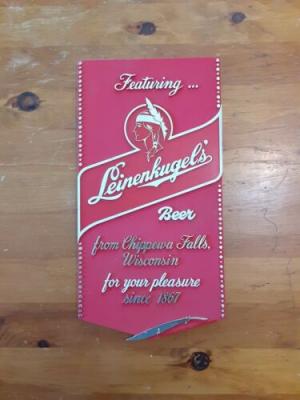 Featuring ...
Leinenkugel's
Beer
from Chippewa Falls,
Wisconsin
for your pleasure
since 1867